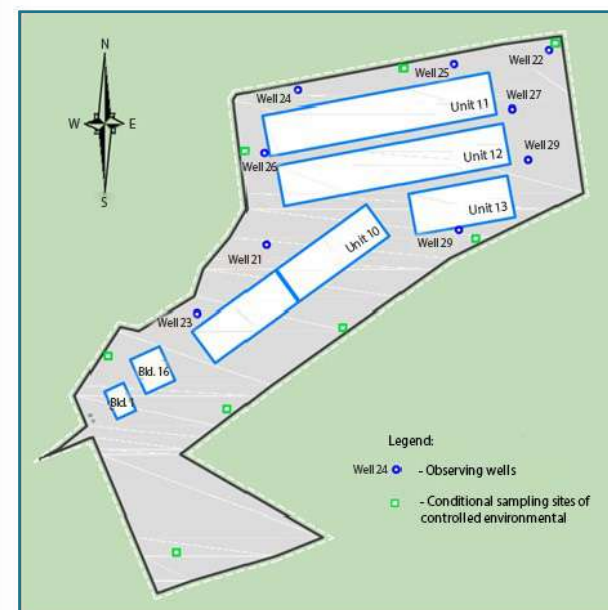 N
W E
S
Well 22
Well 25
Well 24
Unit 11
Well 27
Well 26
Unit 12
Well 29
Unit 13
Unit 10
Well 29
Well 21
Well 23
Bld. 16
Bld. 1
Legend:
Well 24 - Observing wells
- Conditional sampling sites of
controlled environmental